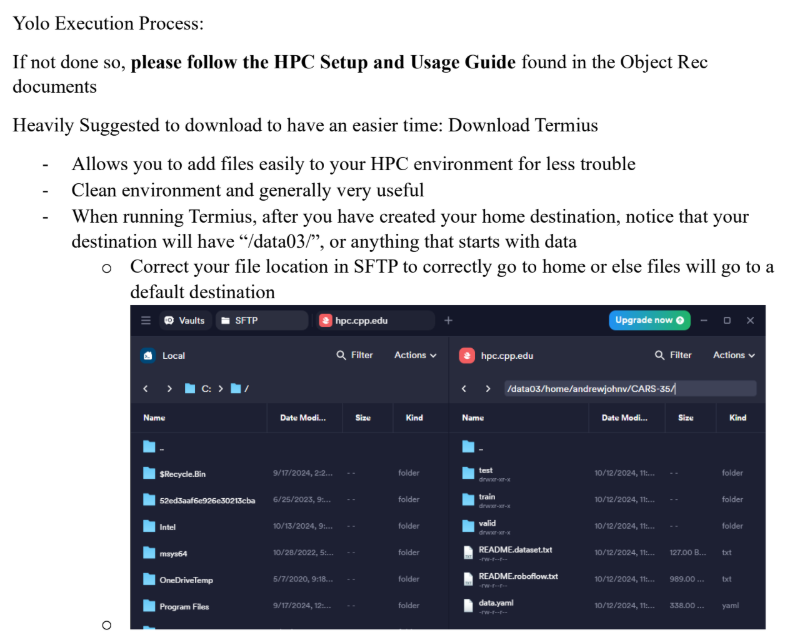 Yolo Execution Process:
If not done so, please follow the HPC Setup and Usage Guide found in the Object Rec
documents
Heavily Suggested to download to have an easier time: Download Termius
- Allows you to add files easily to your HPC environment for less trouble
- Clean environment and generally very useful
- When running Termius, after you have created your home destination, notice that your
destination will have “/data03/”, or anything that starts with data
o Correct your file location in SFTP to correctly go to home or else files will go to a
default destination
Vaults SFTP hpc.cpp.edu + Upgrade now
Local Filter Actions
hpc.cpp.edu Filter Actions
< > C: > /
< > /data03/home/andrewjohnv/CARS-35/
Name Date Modi... Size Kind
Name Date Modi... Size Kind
..
..
$Recycle.Bin 9/17/2024, 2:2... -- folder
test 10/12/2024, 11:... -- folder
drwxr-xr-x
52ed3aaf6e926e30213cba 6/25/2023, 9:... -- folder
train 10/12/2024, 11:... -- folder
drwxr-xr-x
Intel 10/13/2024, 9:... -- folder
valid 10/12/2024, 11:... -- folder
drwxr-xr-x
msys64 10/28/2022, 5:... -- folder
README.dataset.txt 10/12/2024, 11:... 127.00 B... txt
-rw-r--r--
OneDriveTemp 5/7/2020, 9:18... -- folder
README.roboflow.txt 10/12/2024, 11:... 989.00 ... txt
-rw-r--r--
Program Files 9/17/2024, 12:... -- folder
data.yaml 10/12/2024, 11:... 338.00 ... yaml
-rw-r--r--
o